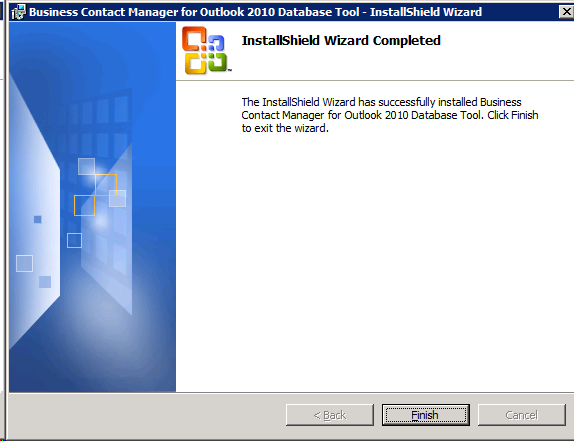 Business Contact Manager for Outlook 2010 Database Tool - InstallShield Wizard
InstallShield Wizard Completed
The InstallShield Wizard has successfully installed Business
Contact Manager for Outlook 2010 Database Tool. Click Finish
to exit the wizard.
< Back
Finish
Cancel